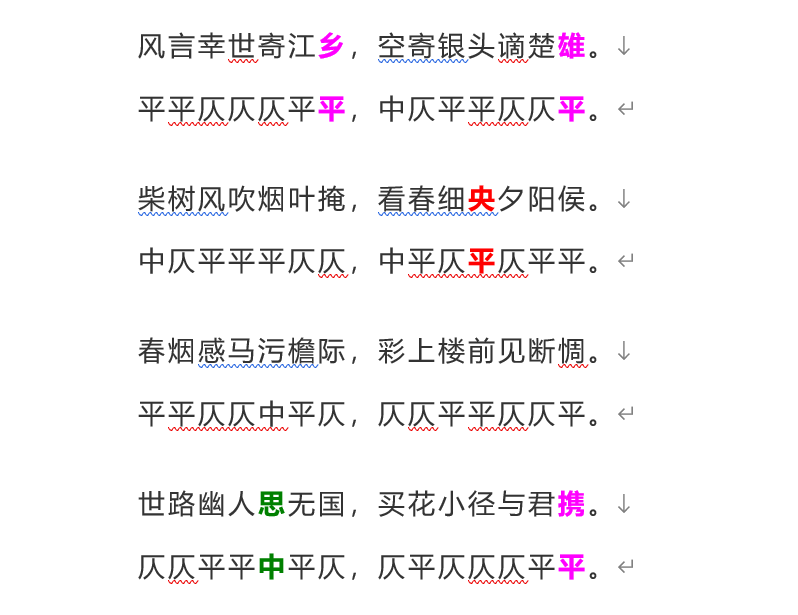 风言幸世寄江乡，空寄银头谪楚雄。↓
平平仄仄仄平平，中仄平平仄仄平。↵
柴树风吹烟叶掩，看春细央夕阳侯。↓
中仄平平平仄仄，中平仄平仄平平。↵
春烟感马污檐际，彩上楼前见断惆。↓
平平仄仄中平仄，仄仄平平仄仄平。↵
世路幽人思无国，买花小径与君携。↓
仄仄平平中平仄，仄平仄仄仄平平。↵